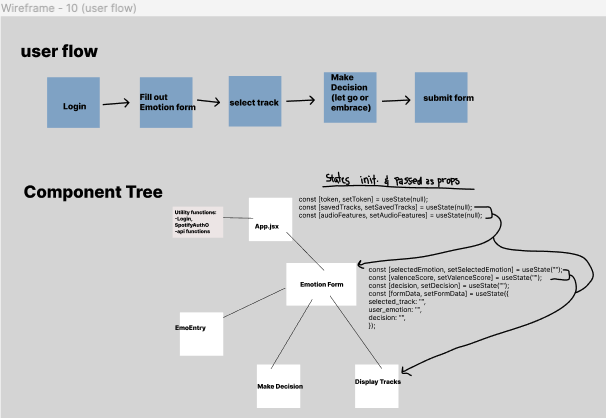 Wireframe - 10 (user flow)
user flow
Login
Fill out
Emotion form
select track
Make
Decision
(let go or
embrace)
submit form
States init. & passed as props
Component Tree
const [token, setToken] = useState(null);
const [savedTracks, setSavedTracks] = useState(null);
const [audioFeatures, setAudioFeatures] = useState(null);
Utility functions:
-Login,
SpotifyAuthO
-api functions
App.jsx
Emotion Form
const [selectedEmotion, setSelectedEmotion] = useState("");
const [valenceScore, setValenceScore] = useState("");
const [decision, setDecision] = useState("");
const [formData, setFormData] = useState({
selected_track: "",
user_emotion: "",
decision: "",
});
EmoEntry
Make Decision
Display Tracks